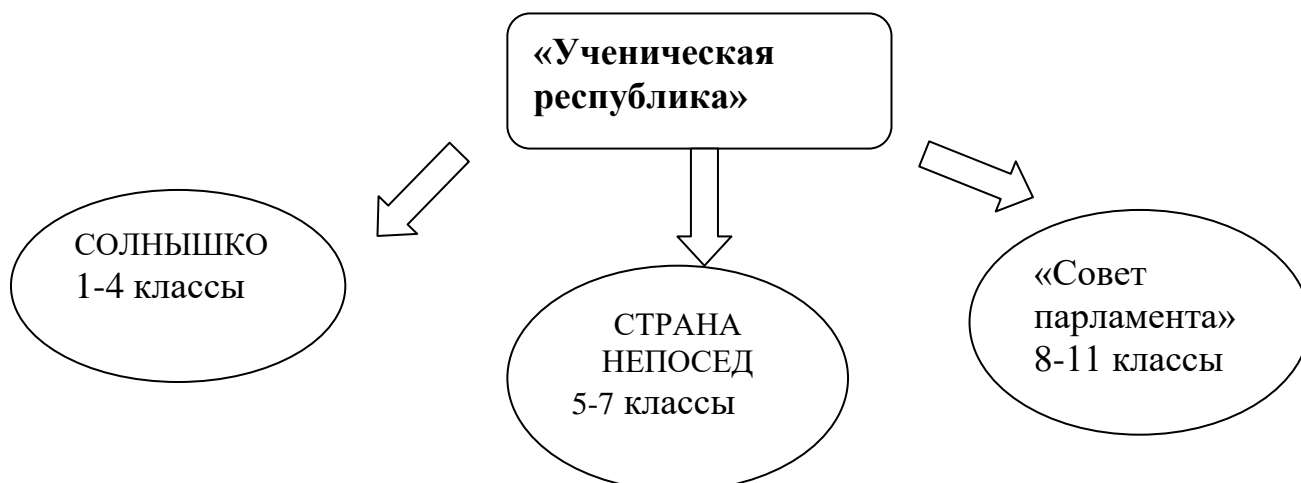 «Ученическая
республика»
СОЛНЫШКО
1-4 классы
СТРАНА
НЕПОСЕД
5-7 классы
«Совет
парламента»
8-11 классы